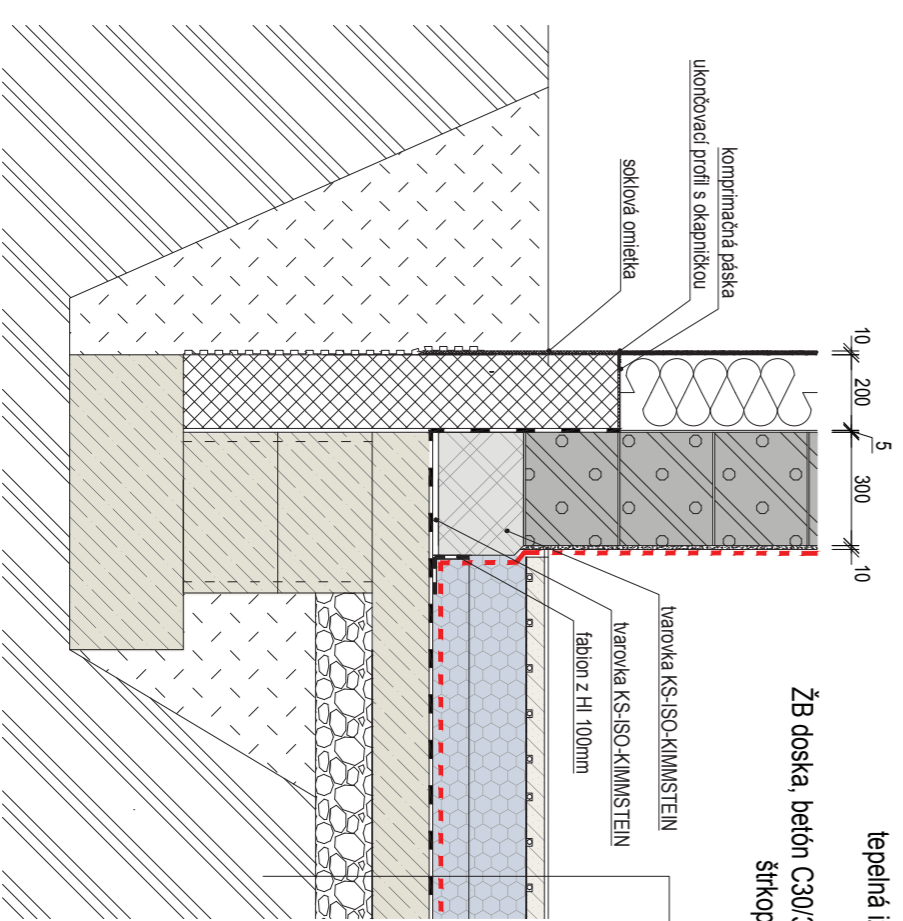 tepelná i
ŽB doska, betón C30/3
štrkop
10
200
5
300
10
komprimačná páska
ukončovací profil s okapničkou
soklová omietka
tvarovka KS-ISO-KIMMSTEIN
tvarovka KS-ISO-KIMMSTEIN
fabion z HI 100mm